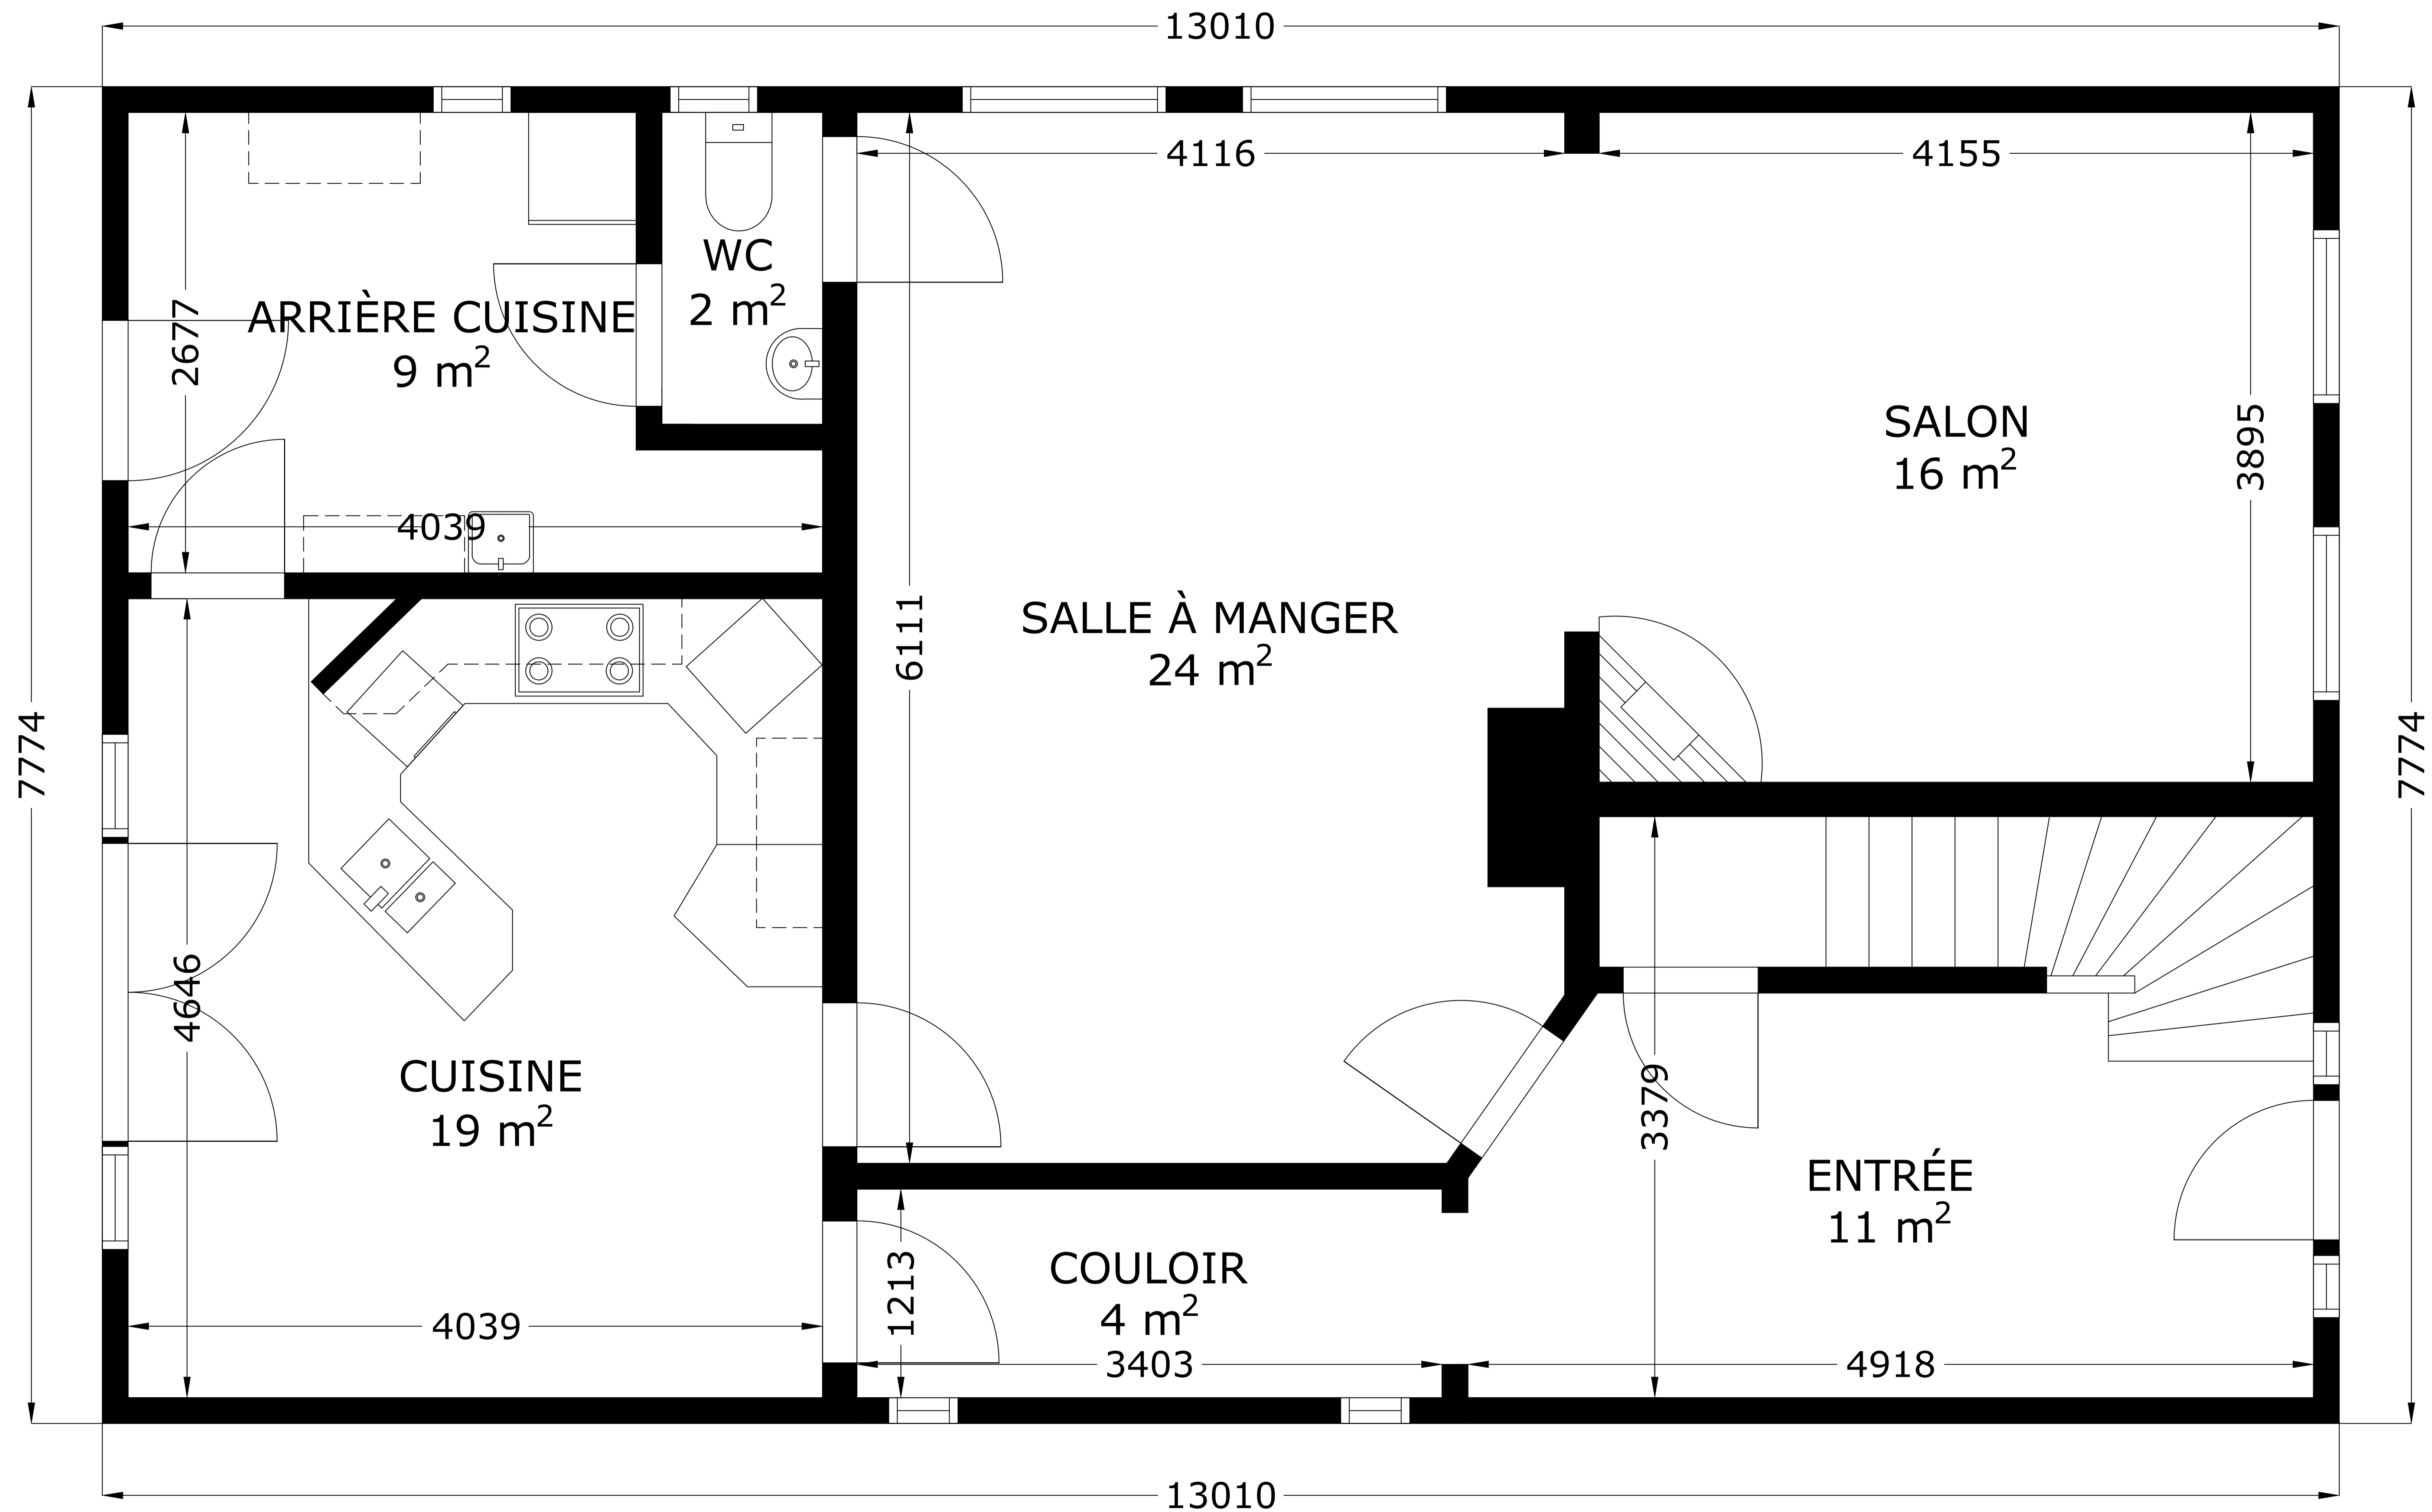 13010
4116
4155
WC
2 m²
ARRIÈRE CUISINE
9 m²
2677
4039
SALON
16 m²
3895
SALLE À MANGER
24 m²
6111
7774
7774
4646
CUISINE
19 m²
3379
ENTRÉE
11 m²
COULOIR
4 m²
1213
4039
3403
4918
13010